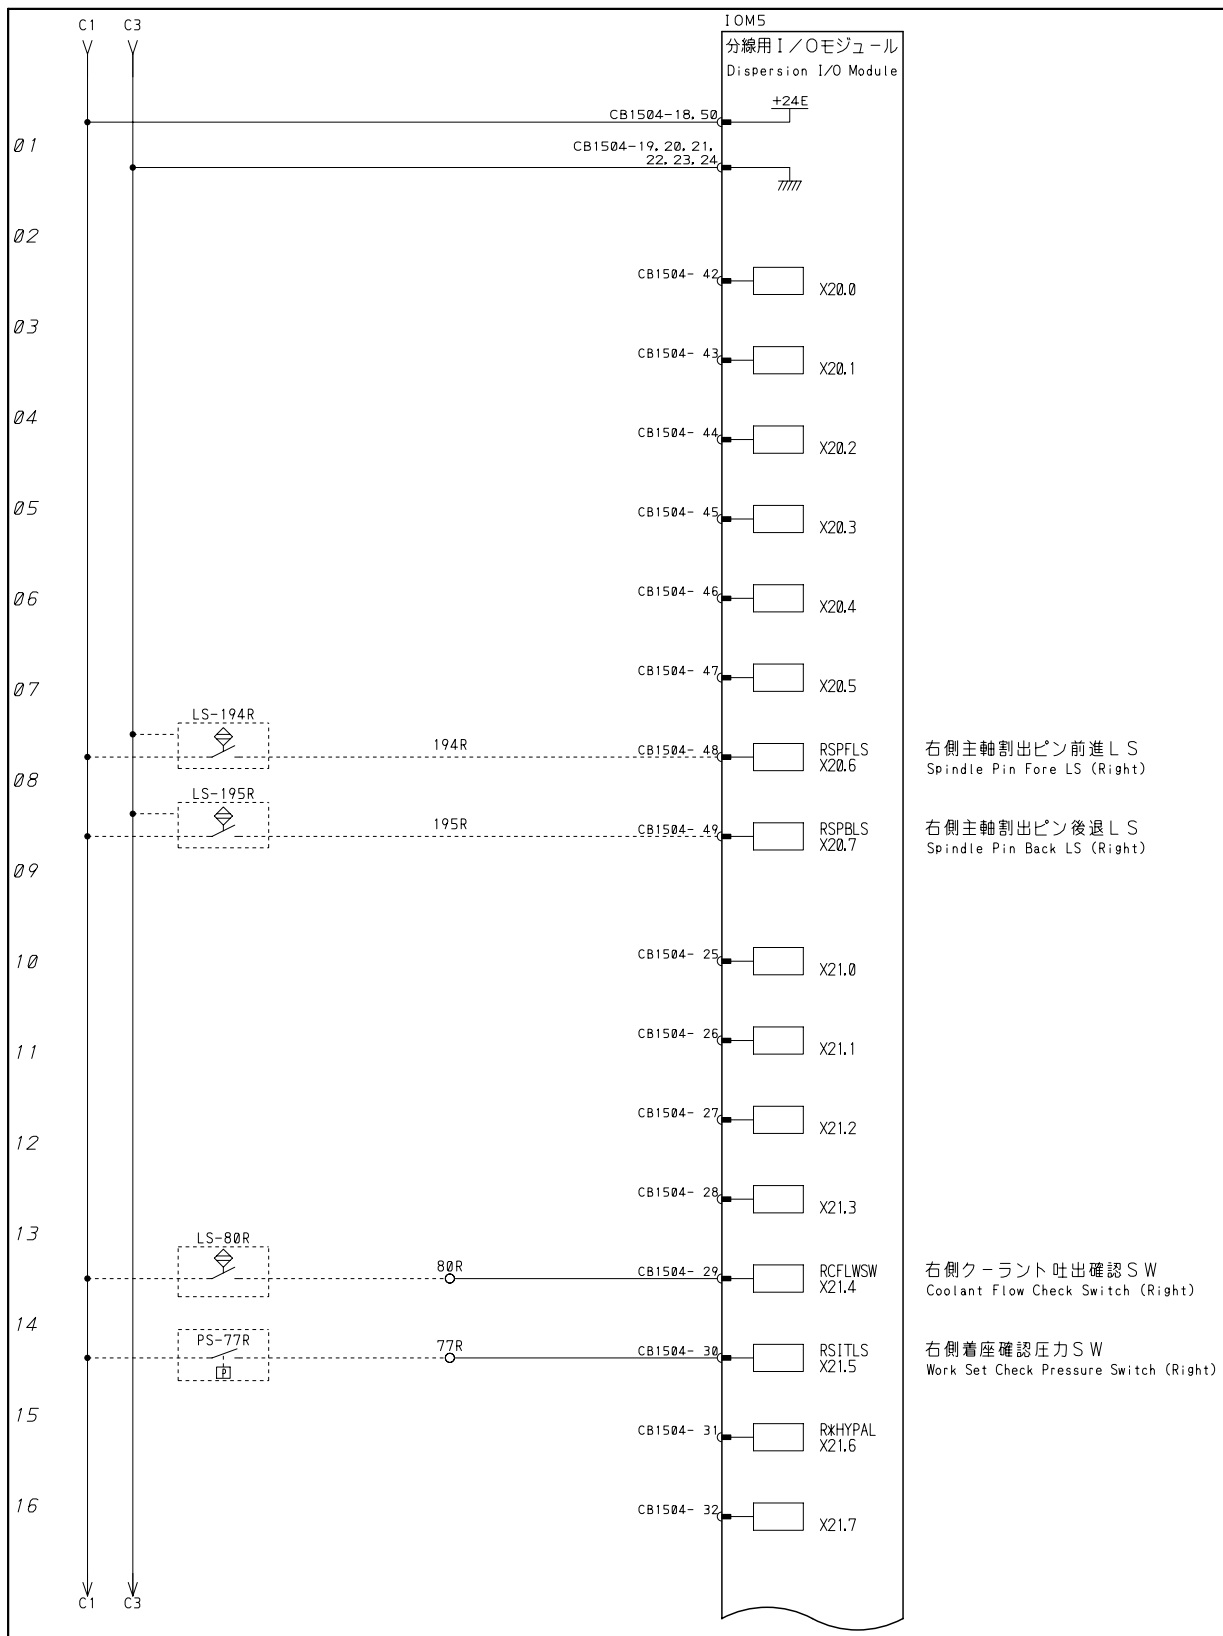 C1 C3
IOM5
分線用I/Oモジュール
Dispersion I/O Module
+24E
CB1504-18.50
01
CB1504-19.20.21.
22.23.24
02
CB1504- 42
X20.0
03
CB1504- 43
X20.1
04
CB1504- 44
X20.2
05
CB1504- 45
X20.3
06
CB1504- 46
X20.4
07
CB1504- 47
X20.5
LS-194R
194R
CB1504- 48
RSPFLS
X20.6
右側主軸割出ピン前進LS
Spindle Pin Fore LS (Right)
08
LS-195R
195R
CB1504- 49
RSPBLS
X20.7
右側主軸割出ピン後退LS
Spindle Pin Back LS (Right)
09
10
CB1504- 25
X21.0
11
CB1504- 26
X21.1
12
CB1504- 27
X21.2
CB1504- 28
X21.3
13
LS-80R
80R
CB1504- 29
RCFLWSW
X21.4
右側クーラント吐出確認SW
Coolant Flow Check Switch (Right)
14
PS-77R
P
77R
CB1504- 30
RSITLS
X21.5
右側着座確認圧力SW
Work Set Check Pressure Switch (Right)
15
CB1504- 31
R*HYPAL
X21.6
16
CB1504- 32
X21.7
C1 C3